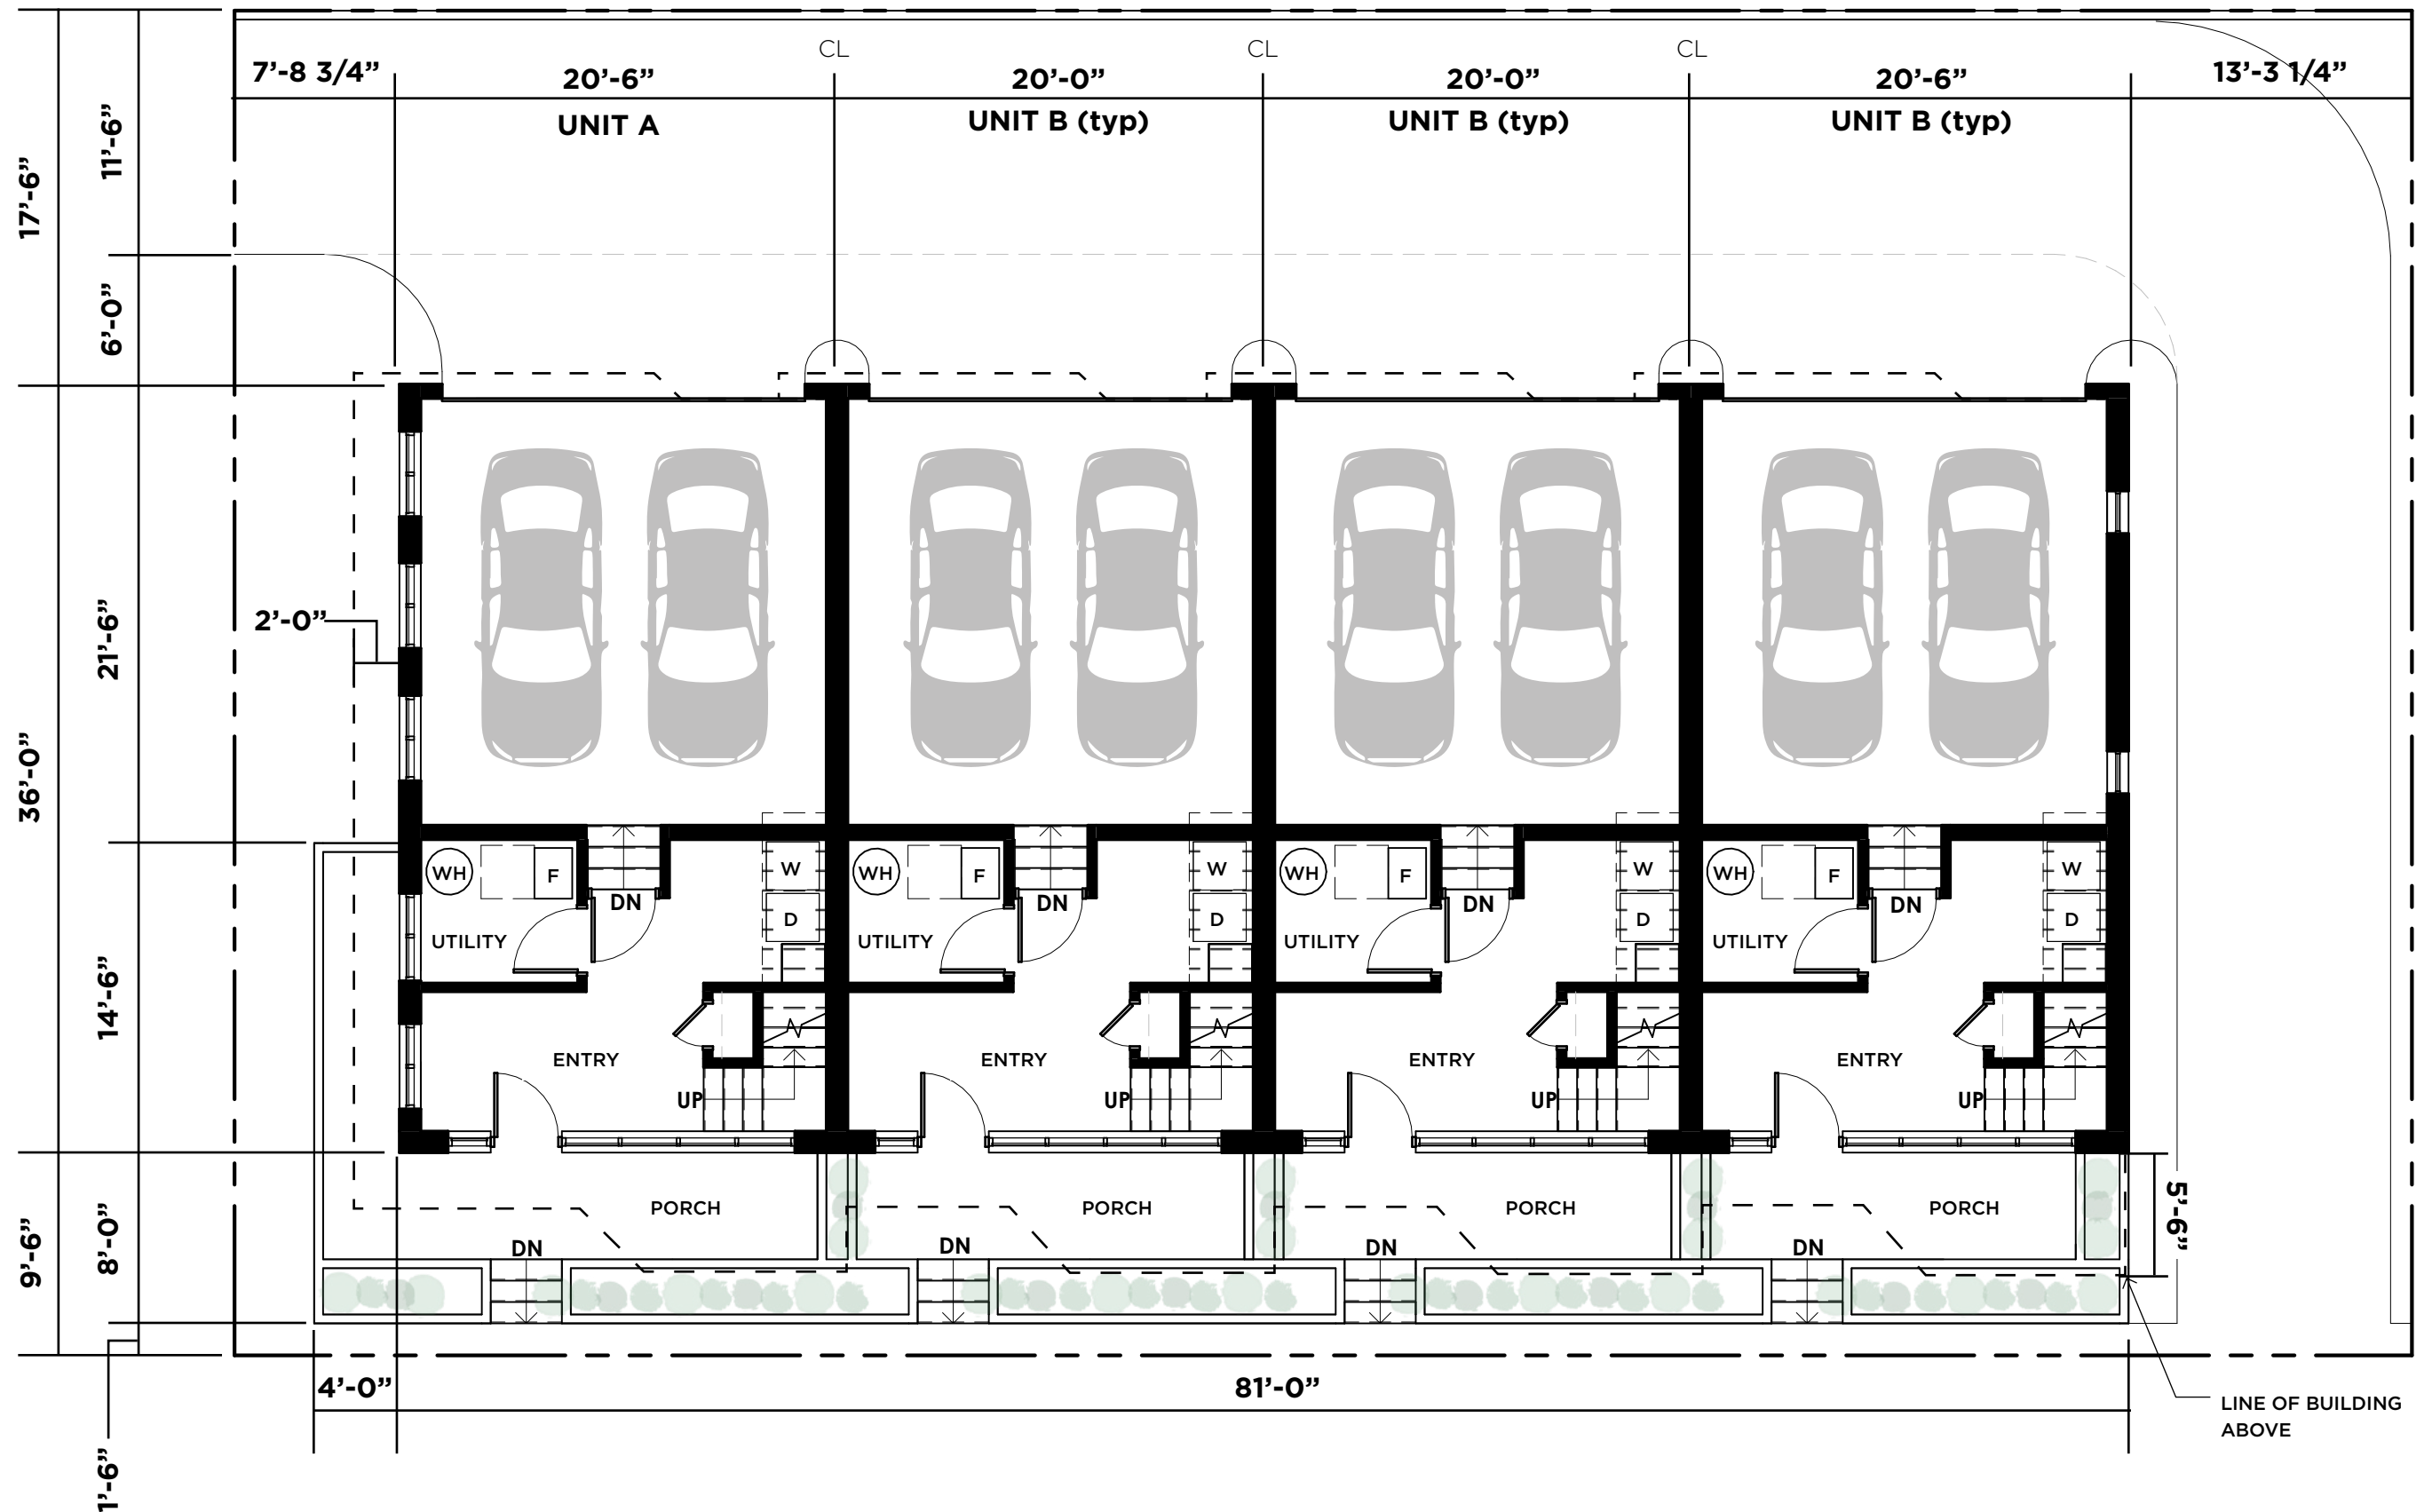 CL
CL
CL
7’-8 3/4”
20’-6”
20’-0”
20’-0”
20’-6”
13’-3 1/4”
UNIT A
UNIT B (typ)
UNIT B (typ)
UNIT B (typ)
17’-6”
11’-6”
6’-0”
36’-0”
21’-6”
2’-0”
14’-6”
WH
F
DN
W
D
UTILITY
WH
F
DN
W
D
UTILITY
WH
F
DN
W
D
UTILITY
WH
F
DN
W
D
UTILITY
ENTRY
UP
ENTRY
UP
ENTRY
UP
ENTRY
UP
9’-6”
8’-0”
PORCH
PORCH
PORCH
PORCH
5’-6”
DN
DN
DN
DN
4’-0”
81’-0”
LINE OF BUILDING
ABOVE
1’-6”